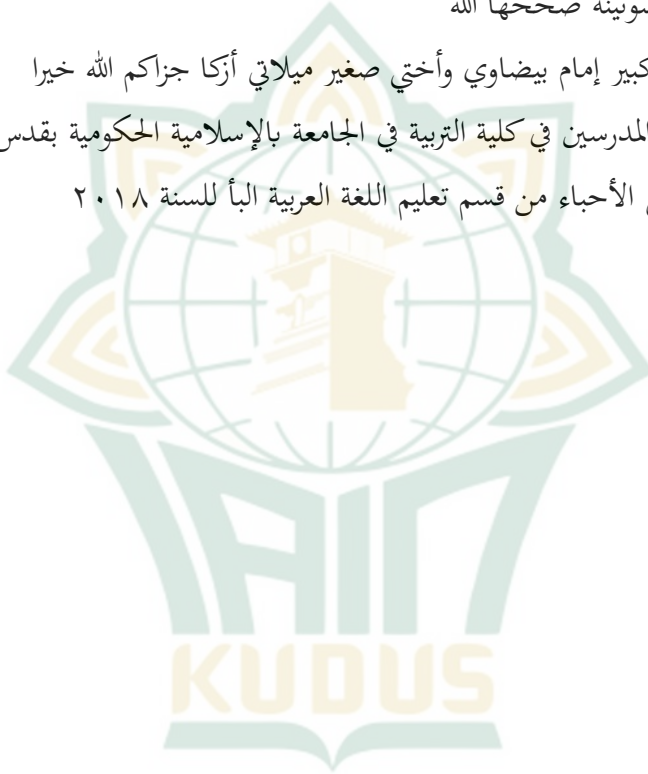 صححها الله
كبير إمام بيضاوي وأختي صغير ميلاتي أزكا جزاكم الله خيرا
المدرسين في كلية التربية في الجامعة بالإسلامية الحكومية بقدس
الأحباء من قسم تعليم اللغة العربية البأ للسنة ٢٠١٨
IAIN
KUDUS